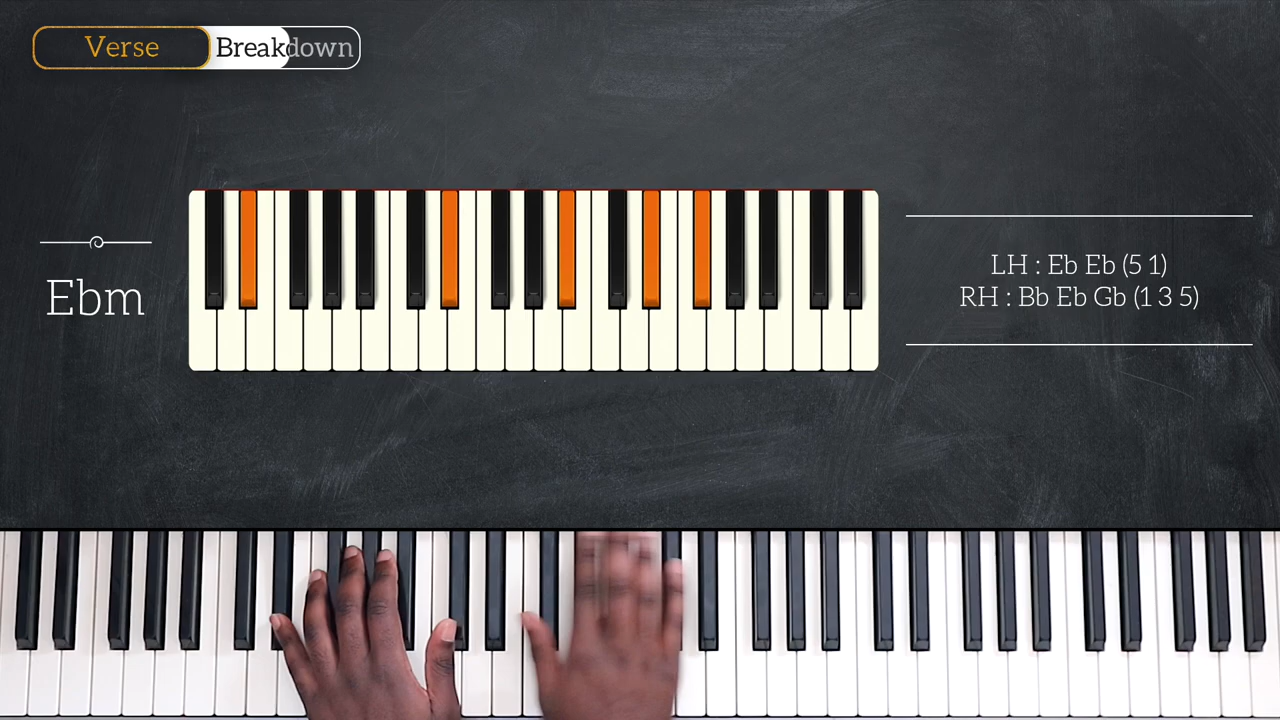 Verse Breakdown
Ebm
LH : Eb Eb (5 1)
RH : Bb Eb Gb (1 3 5)